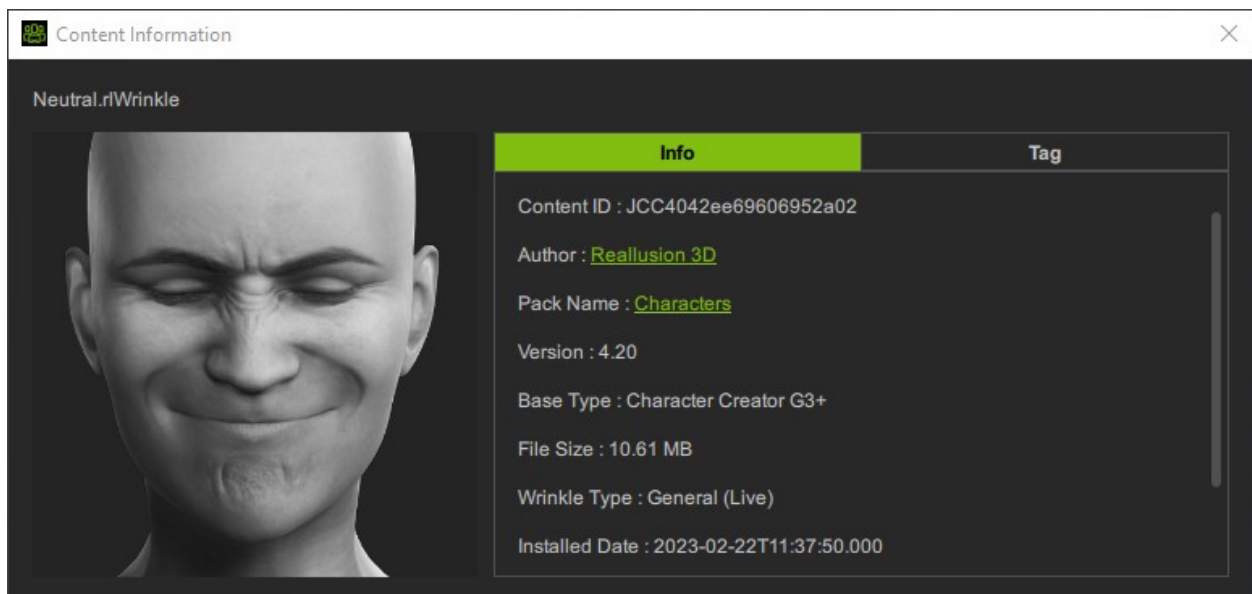 Content Information
Neutral.rlWrinkle
Info
Tag
Content ID : JCC4042ee69606952a02
Author : Reallusion 3D
Pack Name : Characters
Version : 4.20
Base Type : Character Creator G3+
File Size : 10.61 MB
Wrinkle Type : General (Live)
Installed Date : 2023-02-22T11:37:50.000